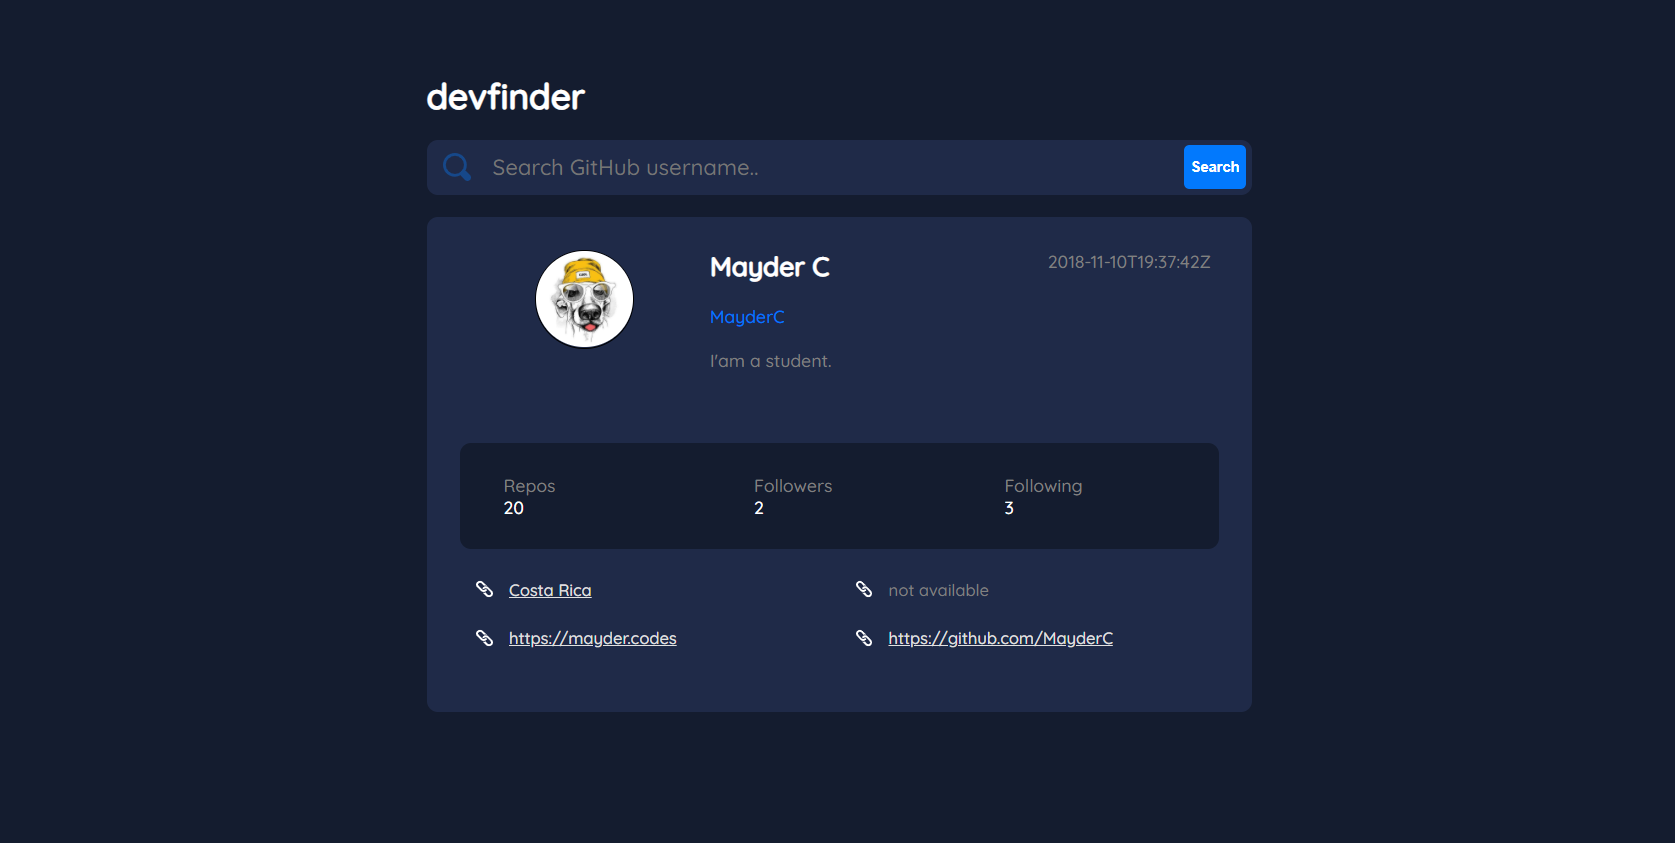 devfinder
Search GitHub username..
Search
Mayder C
2018-11-10T19:37:42Z
MayderC
I'am a student.
Repos
20
Followers
2
Following
3
Costa Rica
not available
https://mayder.codes
https://github.com/MayderC